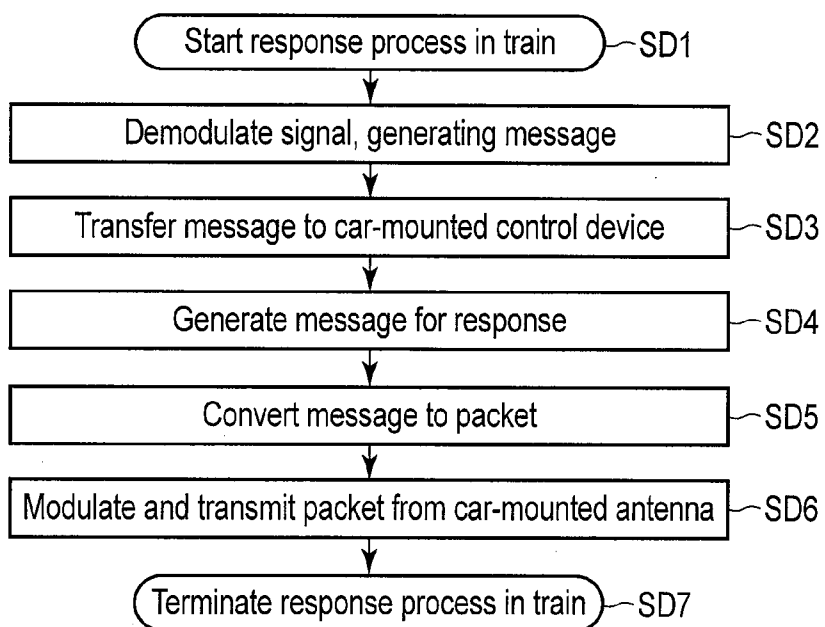 Start response process in train SD1
Demodulate signal, generating message SD2
Transfer message to car-mounted control device SD3
Generate message for response SD4
Convert message to packet SD5
Modulate and transmit packet from car-mounted antenna SD6
Terminate response process in train SD7